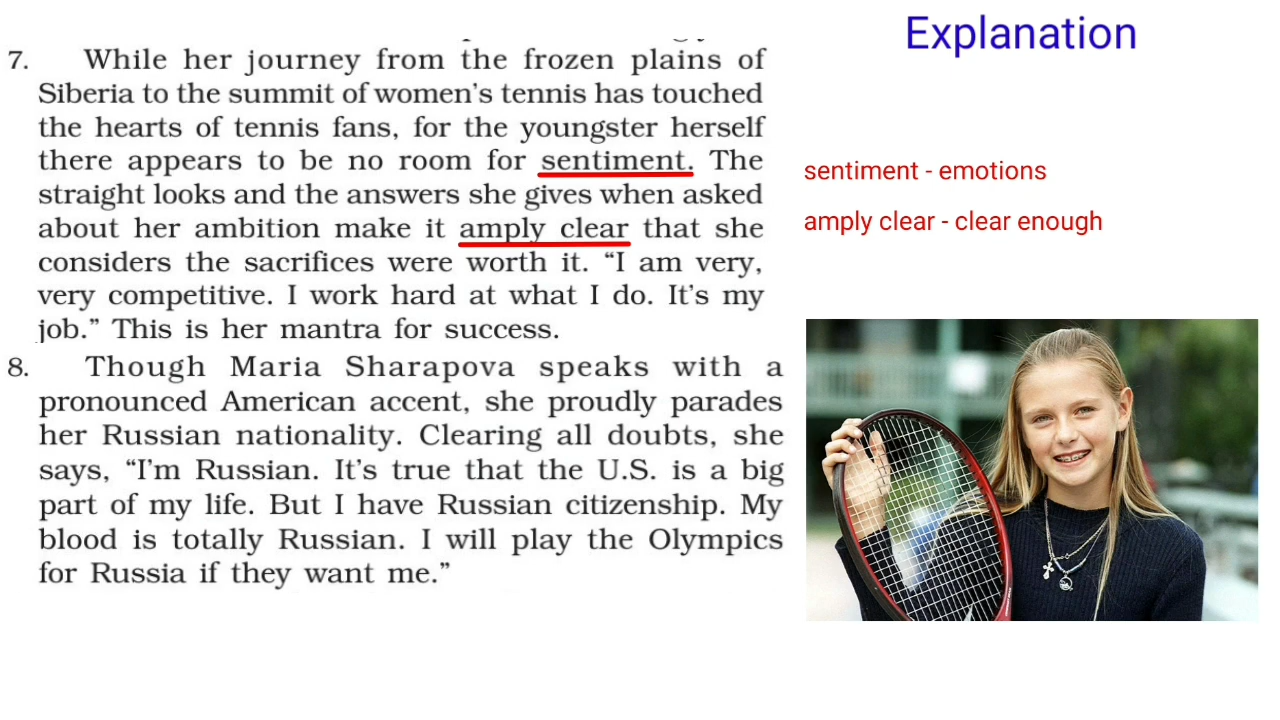 Explanation
7. While her journey from the frozen plains of
Siberia to the summit of women's tennis has touched
the hearts of tennis fans, for the youngster herself
there appears to be no room for sentiment. The
straight looks and the answers she gives when asked
about her ambition make it amply clear that she
considers the sacrifices were worth it. “I am very,
very competitive. I work hard at what I do. It's my
job.” This is her mantra for success.
8. Though Maria Sharapova speaks with a
pronounced American accent, she proudly parades
her Russian nationality. Clearing all doubts, she
says, “I'm Russian. It's true that the U.S. is a big
part of my life. But I have Russian citizenship. My
blood is totally Russian. I will play the Olympics
for Russia if they want me.”
sentiment - emotions
amply clear - clear enough